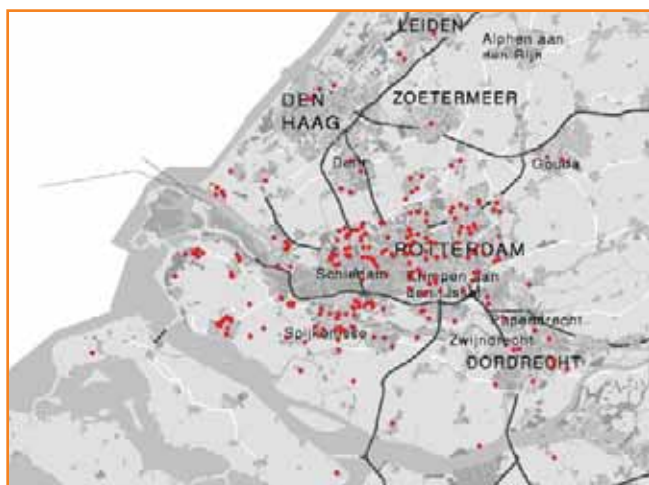 LEIDEN
Alphen aan
den Rijn
DEN
HAAG
ZOETERMEER
Delft
Gouda
ROTTERDAM
Schiedam
Krimpen aan
den IJssel
Papendrecht
Spijkenisse
Zwijndrecht
DORDRECHT